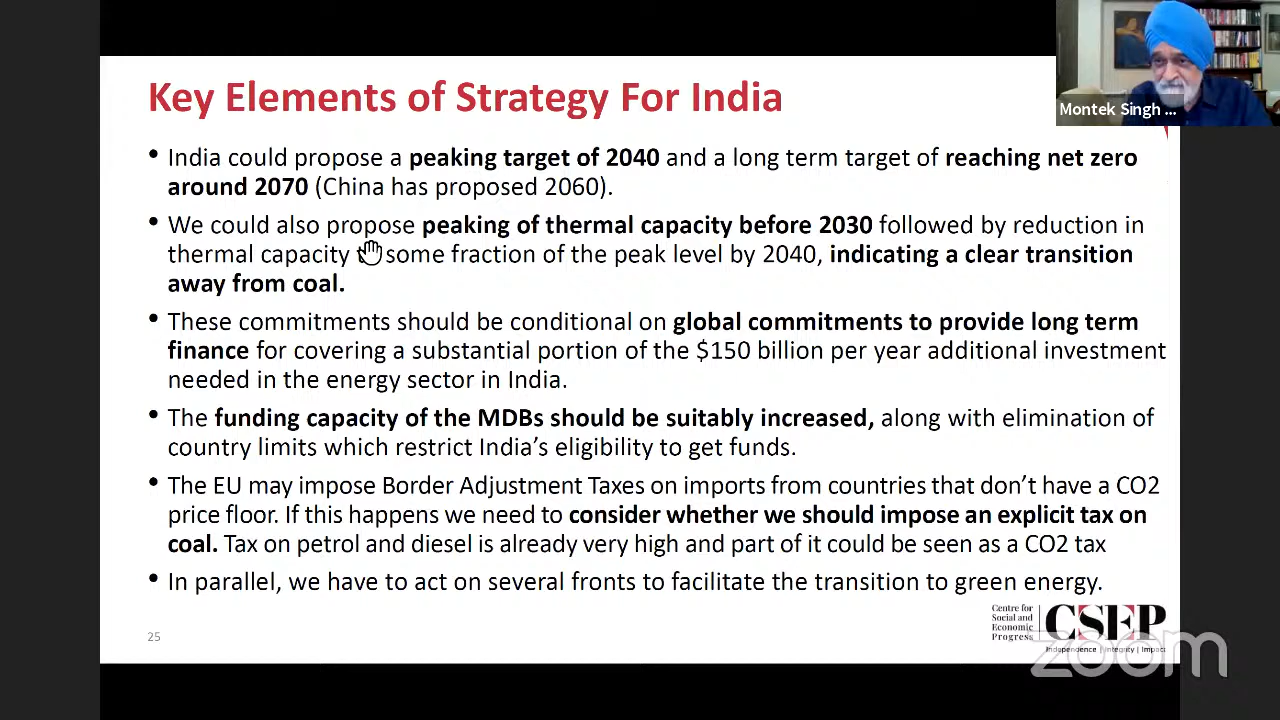 Key Elements of Strategy For India
Montek Singh ...
• India could propose a peaking target of 2040 and a long term target of reaching net zero
around 2070 (China has proposed 2060).
• We could also propose peaking of thermal capacity before 2030 followed by reduction in
thermal capacity to some fraction of the peak level by 2040, indicating a clear transition
away from coal.
• These commitments should be conditional on global commitments to provide long term
finance for covering a substantial portion of the $150 billion per year additional investment
needed in the energy sector in India.
• The funding capacity of the MDBs should be suitably increased, along with elimination of
country limits which restrict India’s eligibility to get funds.
• The EU may impose Border Adjustment Taxes on imports from countries that don’t have a CO2
price floor. If this happens we need to consider whether we should impose an explicit tax on
coal. Tax on petrol and diesel is already very high and part of it could be seen as a CO2 tax
• In parallel, we have to act on several fronts to facilitate the transition to green energy.
25
Centre for
Social and
Economic
Progress
CSEP
Independence | Integrity | Impact
zoom